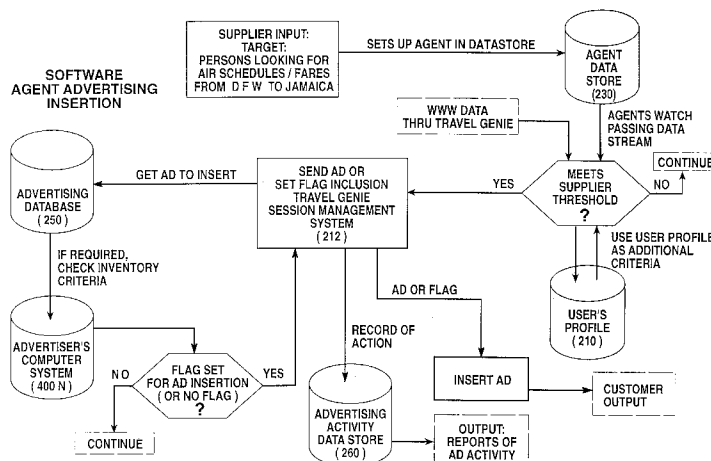 SUPPLIER INPUT:
TARGET:
PERSONS LOOKING FOR
AIR SCHEDULES / FARES
FROM D F W TO JAMAICA
SETS UP AGENT IN DATASTORE
AGENT
DATA
STORE
(230)
SOFTWARE
AGENT ADVERTISING
INSERTION
WWW DATA
THRU TRAVEL GENIE
AGENTS WATCH
PASSING DATA
STREAM
CONTINUE
GET AD TO INSERT
SEND AD OR
SET FLAG INCLUSION
TRAVEL GENIE
SESSION MANAGEMENT
SYSTEM
(212)
YES
MEETS
SUPPLIER
THRESHOLD
?
NO
ADVERTISING
DATABASE
(250)
IF REQUIRED,
CHECK INVENTORY
CRITERIA
USE USER PROFILE
AS ADDITIONAL
CRITERIA
AD OR FLAG
USER'S
PROFILE
(210)
ADVERTISER'S
COMPUTER
SYSTEM
(400 N)
RECORD OF
ACTION
NO
FLAG SET
FOR AD INSERTION
(OR NO FLAG)
?
YES
INSERT AD
CUSTOMER
OUTPUT
ADVERTISING
ACTIVITY
DATA STORE
(260)
CONTINUE
OUTPUT:
REPORTS OF
AD ACTIVITY